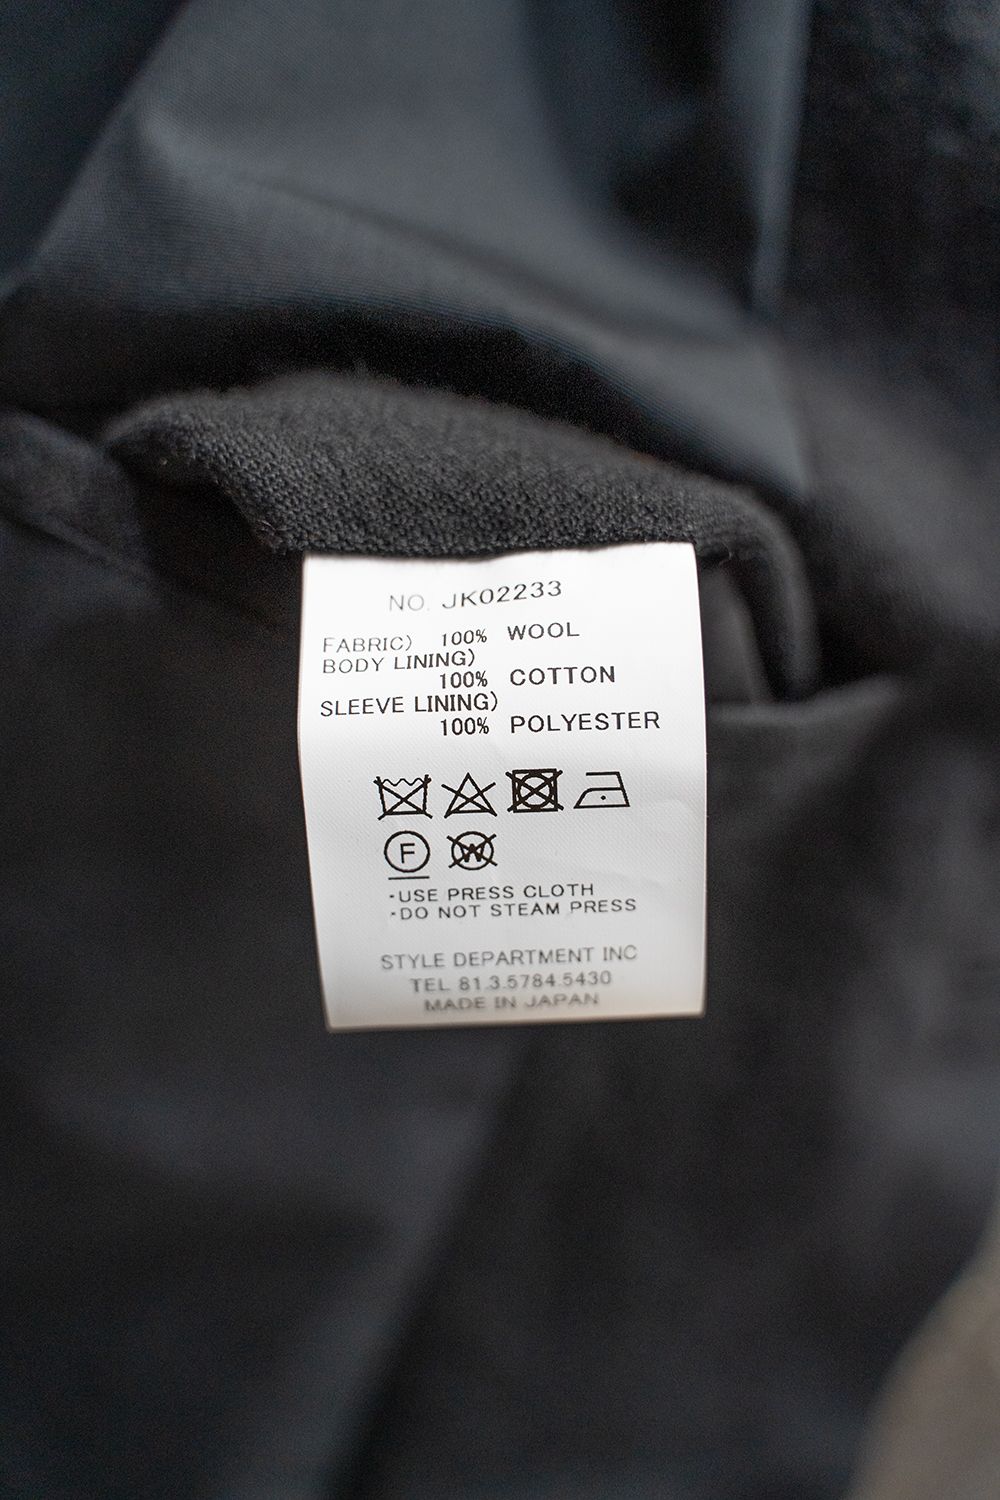 NO. JK02233
FABRIC) 100% WOOL
BODY LINING)
100% COTTON
SLEEVE LINING)
100% POLYESTER
F W
·USE PRESS CLOTH
·DO NOT STEAM PRESS
STYLE DEPARTMENT INC
TEL 81.3.5784.5430
MADE IN JAPAN